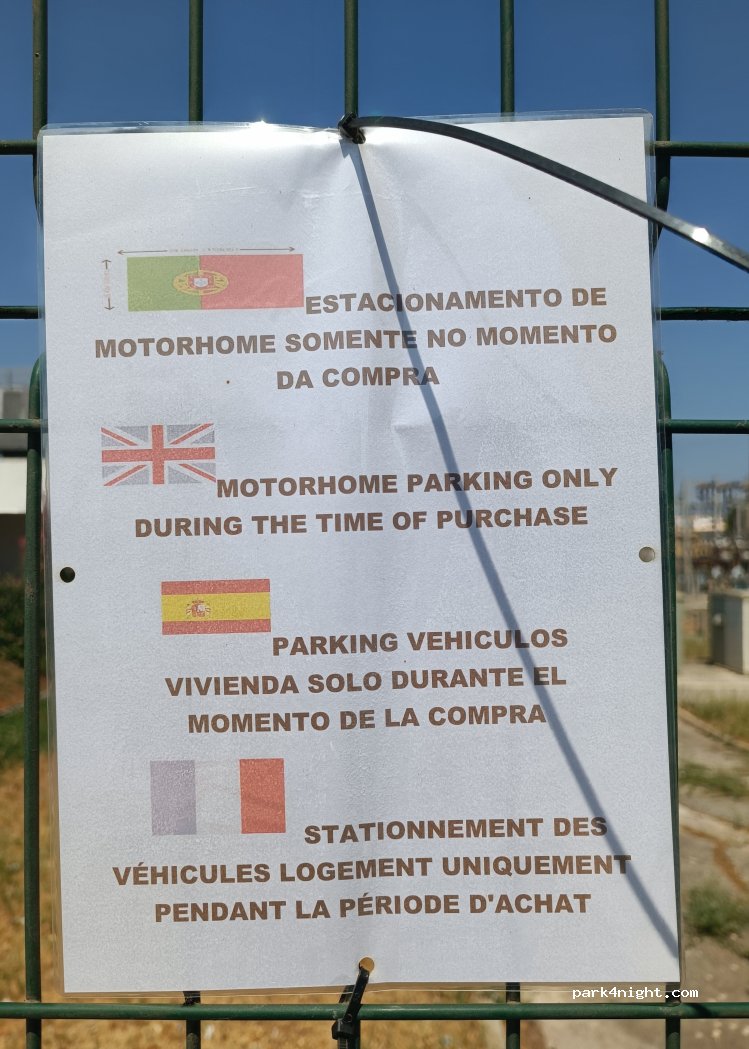 ESTACIONAMENTO DE
MOTORHOME SOMENTE NO MOMENTO
DA COMPRA
MOTORHOME PARKING ONLY
DURING THE TIME OF PURCHASE
PARKING VEHICULOS
VIVIENDA SOLO DURANTE EL
MOMENTO DE LA COMPRA
STATIONNEMENT DES
VÉHICULES LOGEMENT UNIQUEMENT
PENDANT LA PÉRIODE D'ACHAT
park4night.com